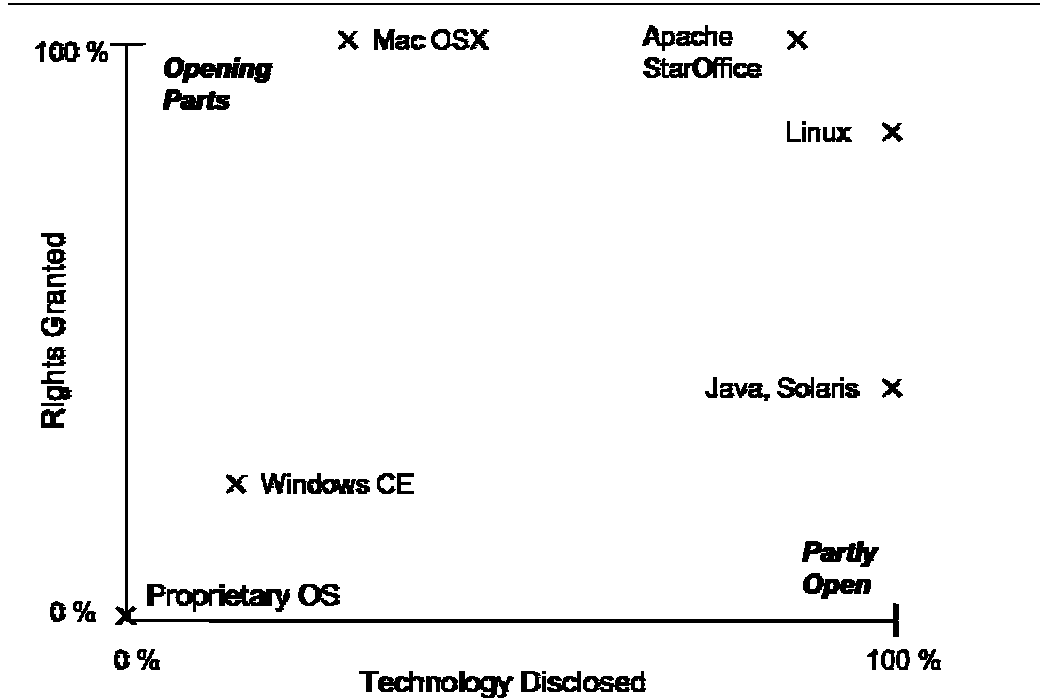 100 %
Mac OSX
Apache
StarOffice
Opening
Parts
Linux
Rights Granted
Java, Solaris
Windows CE
Partly
Open
Proprietary OS
0 %
0 %
100 %
Technology Disclosed